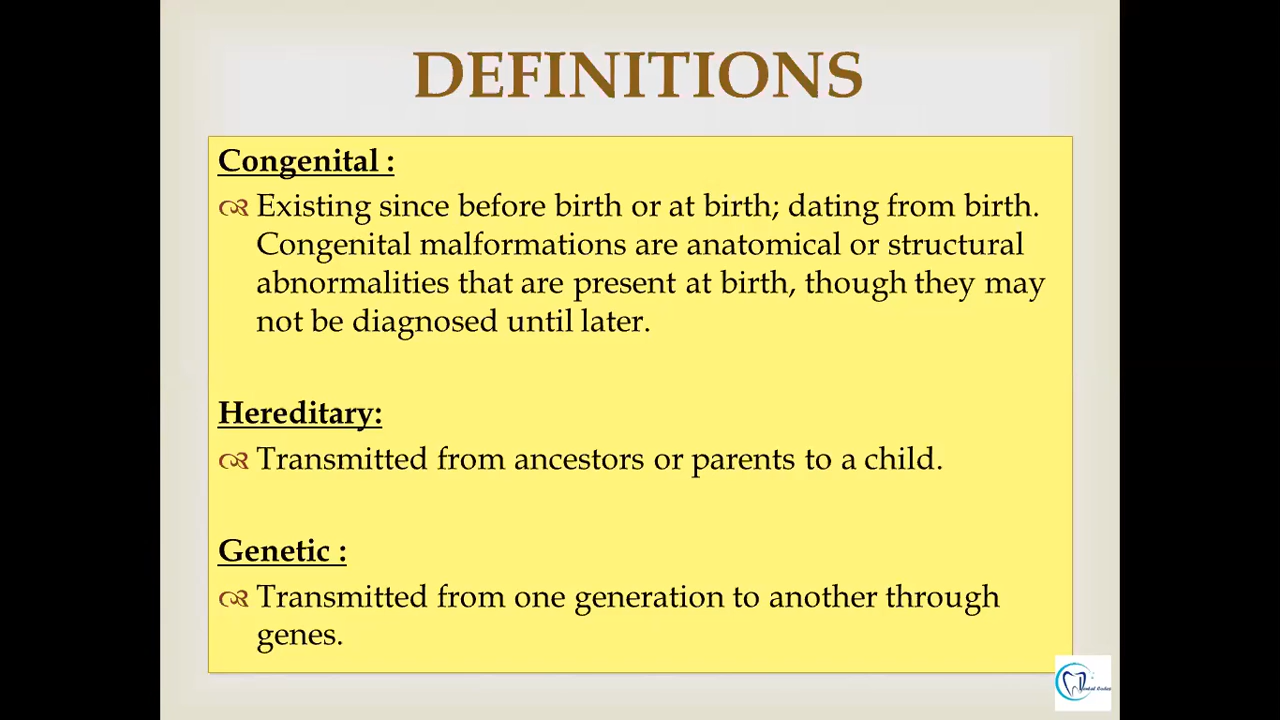 DEFINITIONS
Congenital :
Existing since before birth or at birth; dating from birth.
Congenital malformations are anatomical or structural
abnormalities that are present at birth, though they may
not be diagnosed until later.
Hereditary:
Transmitted from ancestors or parents to a child.
Genetic :
Transmitted from one generation to another through
genes.